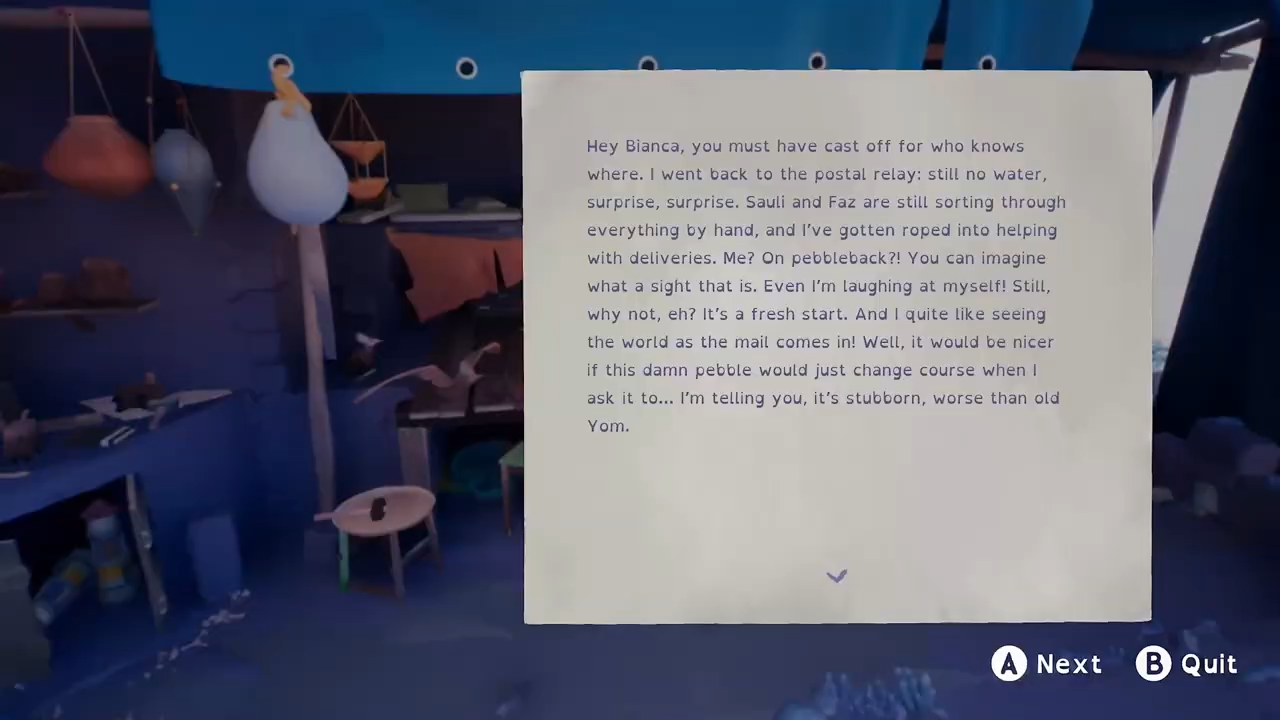 Hey Bianca, you must have cast off for who knows
where. I went back to the postal relay: still no water,
surprise, surprise. Sauli and Faz are still sorting through
everything by hand, and I've gotten roped into helping
with deliveries. Me? On pebbleback?! You can imagine
what a sight that is. Even I'm laughing at myself! Still,
why not, eh? It's a fresh start. And I quite like seeing
the world as the mail comes in! Well, it would be nicer
if this damn pebble would just change course when I
ask it to... I'm telling you, it's stubborn, worse than old
Yom.
A Next B Quit